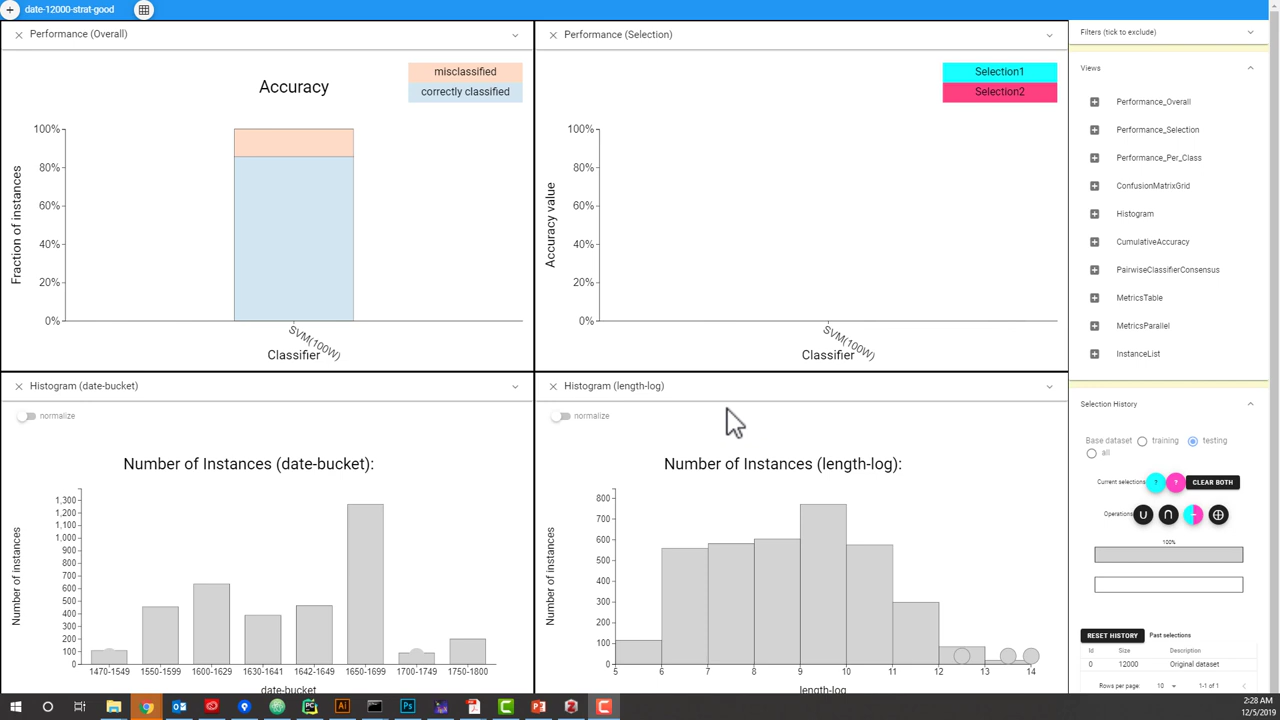 date-12000-strat-good
Performance (Overall)
Accuracy
misclassified
correctly classified
100%
80%
60%
40%
20%
0%
Fraction of instances
SVM(100W)
Classifier
Performance (Selection)
Selection1
Selection2
100%
80%
60%
40%
20%
0%
Accuracy value
SVM(100W)
Classifier
Histogram (date-bucket)
normalize
Number of Instances (date-bucket):
1,300
1,200
1,100
1,000
900
800
700
600
500
400
300
200
100
0
Number of instances
1470-1549 1550-1599 1600-1629 1630-1641 1642-1649 1650-1699 1700-1749 1750-1800
date-bucket
Histogram (length-log)
normalize
Number of Instances (length-log):
800
700
600
500
400
300
200
100
0
Number of instances
5 6 7 8 9 10 11 12 13 14
length-log
Filters (tick to exclude)
Views
Performance_Overall
Performance_Selection
Performance_Per_Class
ConfusionMatrixGrid
Histogram
CumulativeAccuracy
PairwiseClassifierConsensus
MetricsTable
MetricsParallel
InstanceList
Selection History
Base dataset training testing
all
Current selections ? ? CLEAR BOTH
Operations
100%
RESET HISTORY Past selections
Id Size Description
0 12000 Original dataset
Rows per page: 10 1-1 of 1
2:28 AM
12/5/2019